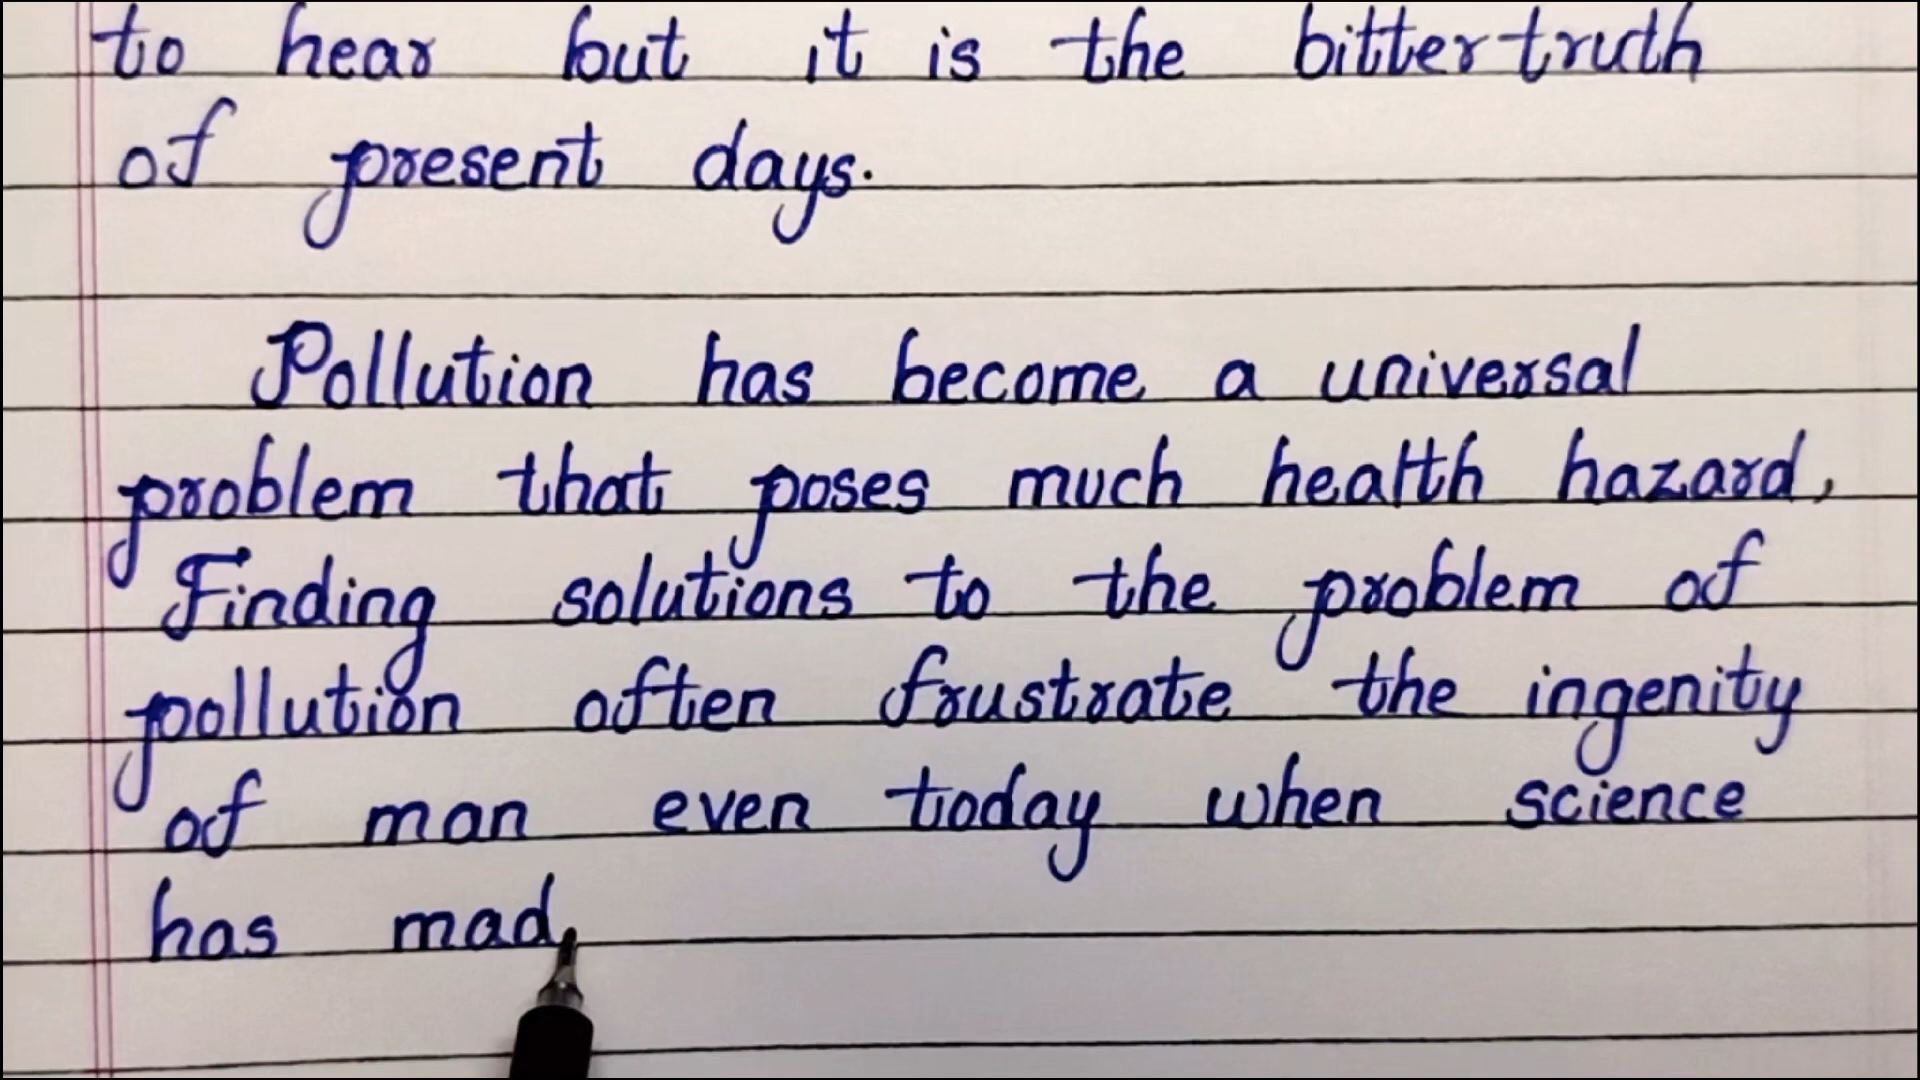 to hear but it is the bitter truth
of present days.
Pollution has become a universal
problem that poses much health hazard,
Finding solutions to the problem of
pollution often frustrate the ingenity
of man even today when science
has mad